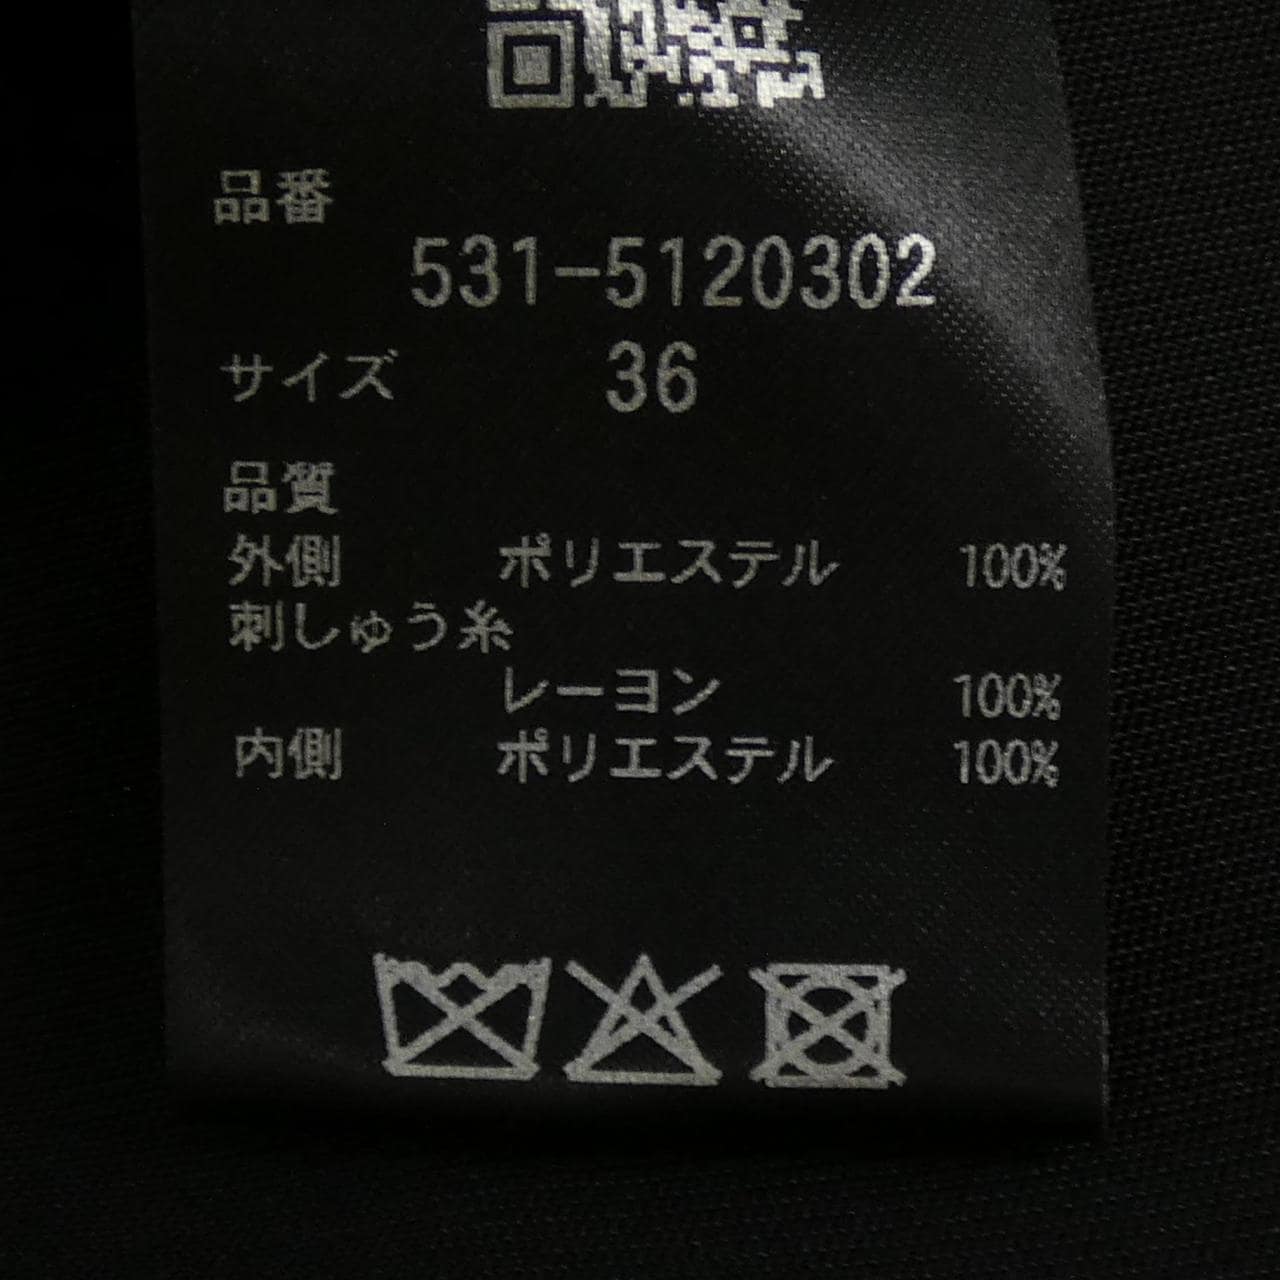 品番
531-5120302
サイズ 36
品質
外側 ポリエステル 100%
刺しゅう糸
レーヨン 100%
内側 ポリエステル 100%